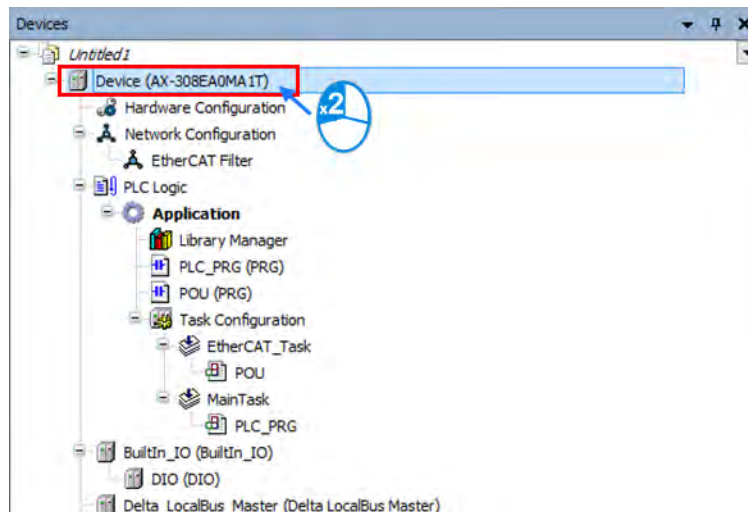 Devices
Untitled1
Device (AX-308EA0MA1T)
x2
Hardware Configuration
Network Configuration
EtherCAT Filter
PLC Logic
Application
Library Manager
PLC_PRG (PRG)
POU (PRG)
Task Configuration
EtherCAT_Task
POU
MainTask
PLC_PRG
BuiltIn_IO (BuiltIn_IO)
DIO (DIO)
Delta_LocalBus_Master (Delta LocalBus Master)